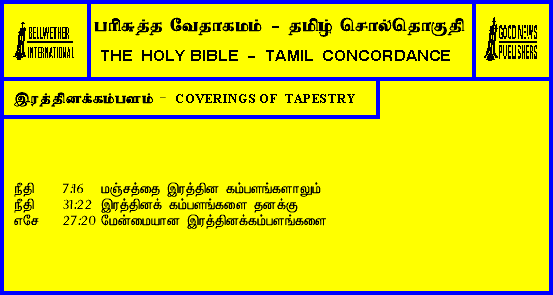 BELLWETHER
INTERNATIONAL
பரிசுத்த வேதாகமம் - தமிழ் சொல்தொகுதி
THE HOLY BIBLE - TAMIL CONCORDANCE
GOOD NEWS
PUBLISHERS
இரத்தினக்கம்பளம் - COVERINGS OF TAPESTRY
நீதி 7:16 மஞ்சத்தை இரத்தின கம்பளங்களாலும்
நீதி 31:22 இரத்தினக் கம்பளங்களை தனக்கு
எசே 27:20 மேன்மையான இரத்தினக்கம்பளங்களை